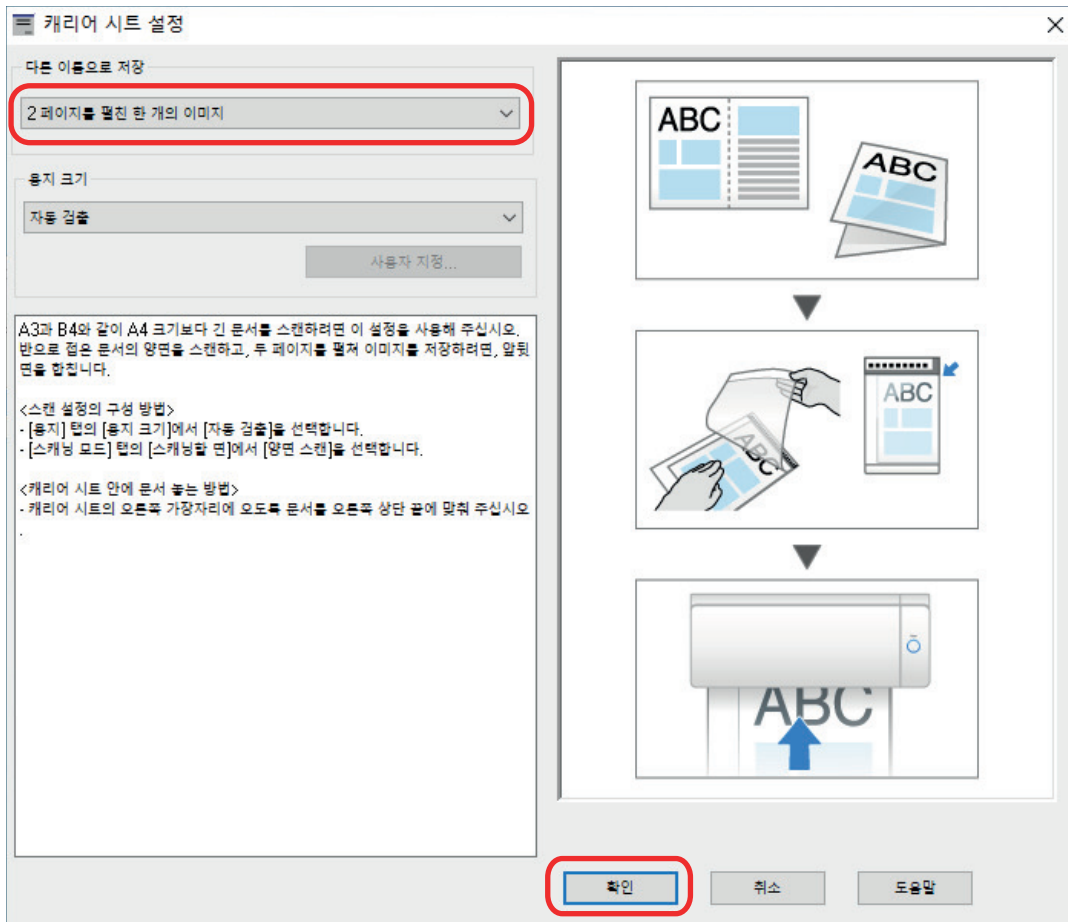 캐리어 시트 설정
다른 이름으로 저장
2 페이지를 펼친 한 개의 이미지
용지 크기
자동 검출
사용자 지정...
A3과 B4와 같이 A4 크기보다 긴 문서를 스캔하려면 이 설정을 사용해 주십시오.
반으로 접은 문서의 양면을 스캔하고, 두 페이지를 펼쳐 이미지를 저장하려면, 앞뒷
면을 합칩니다.
<스캔 설정의 구성 방법>
- [용지] 탭의 [용지 크기]에서 [자동 검출]을 선택합니다.
- [스캐닝 모드] 탭의 [스캐닝할 면]에서 [양면 스캔]을 선택합니다.
<캐리어 시트 안에 문서 놓는 방법>
- 캐리어 시트의 오른쪽 가장자리에 오도록 문서를 오른쪽 상단 끝에 맞춰 주십시오
.
ABC
ABC
ABC
ABC
ABC
확인
취소
도움말